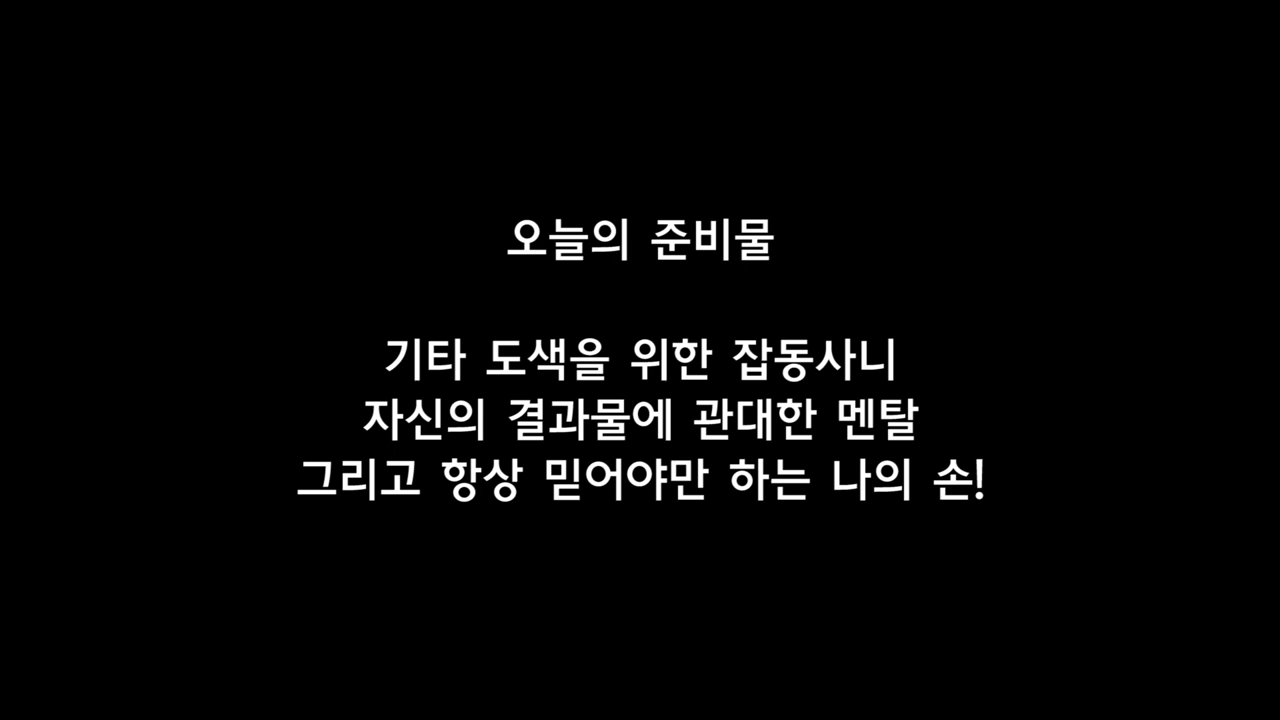 오늘의 준비물
기타 도색을 위한 잡동사니
자신의 결과물에 관대한 멘탈
그리고 항상 믿어야만 하는 나의 손!